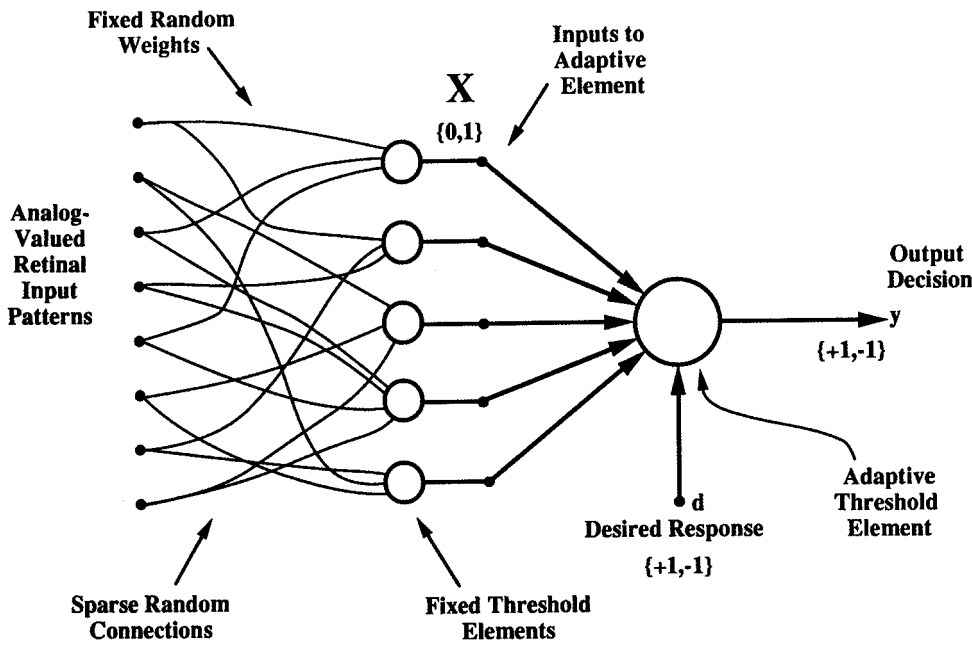 Fixed Random
Weights
Inputs to
Adaptive
Element
X
{0,1}
Analog-
Valued
Retinal
Input
Patterns
Output
Decision
y
{+1,-1}
d
Desired Response
{+1,-1}
Adaptive
Threshold
Element
Sparse Random
Connections
Fixed Threshold
Elements